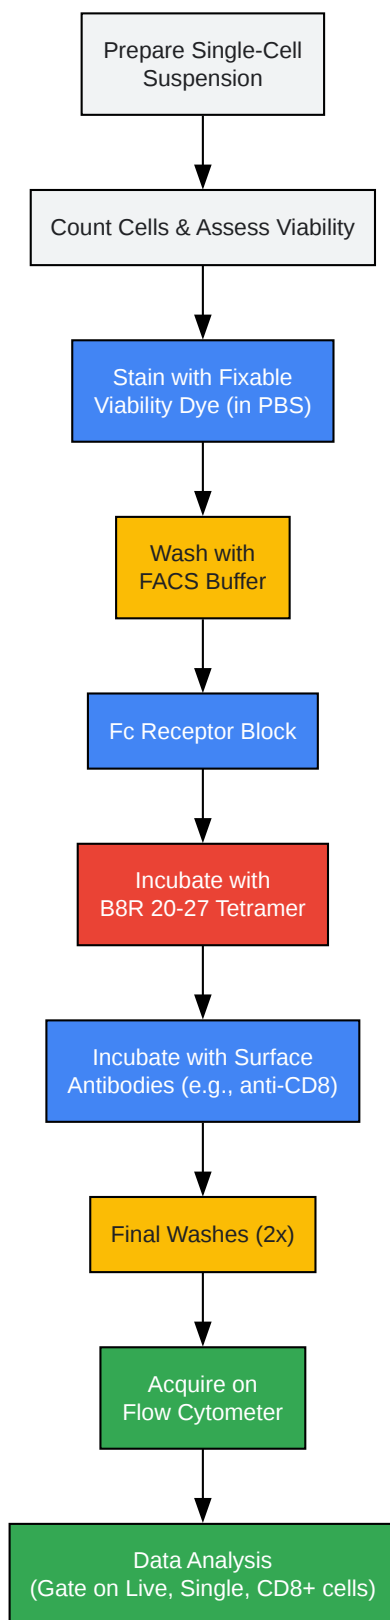 Prepare Single-Cell
Suspension
Count Cells & Assess Viability
Stain with Fixable
Viability Dye (in PBS)
Wash with
FACS Buffer
Fc Receptor Block
Incubate with
B8R 20-27 Tetramer
Incubate with Surface
Antibodies (e.g., anti-CD8)
Final Washes (2x)
Acquire on
Flow Cytometer
Data Analysis
(Gate on Live, Single, CD8+ cells)